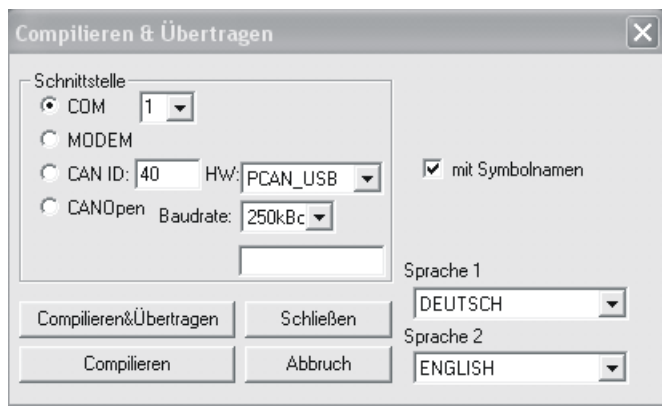 Compilieren & Übertragen
Schnittstelle
COM 1
MODEM
CAN ID: 40 HW: PCAN_USB
CANOpen Baudrate: 250kBc
mit Symbolnamen
Compilieren&Übertragen Schließen
Compilieren Abbruch
Sprache 1
DEUTSCH
Sprache 2
ENGLISH